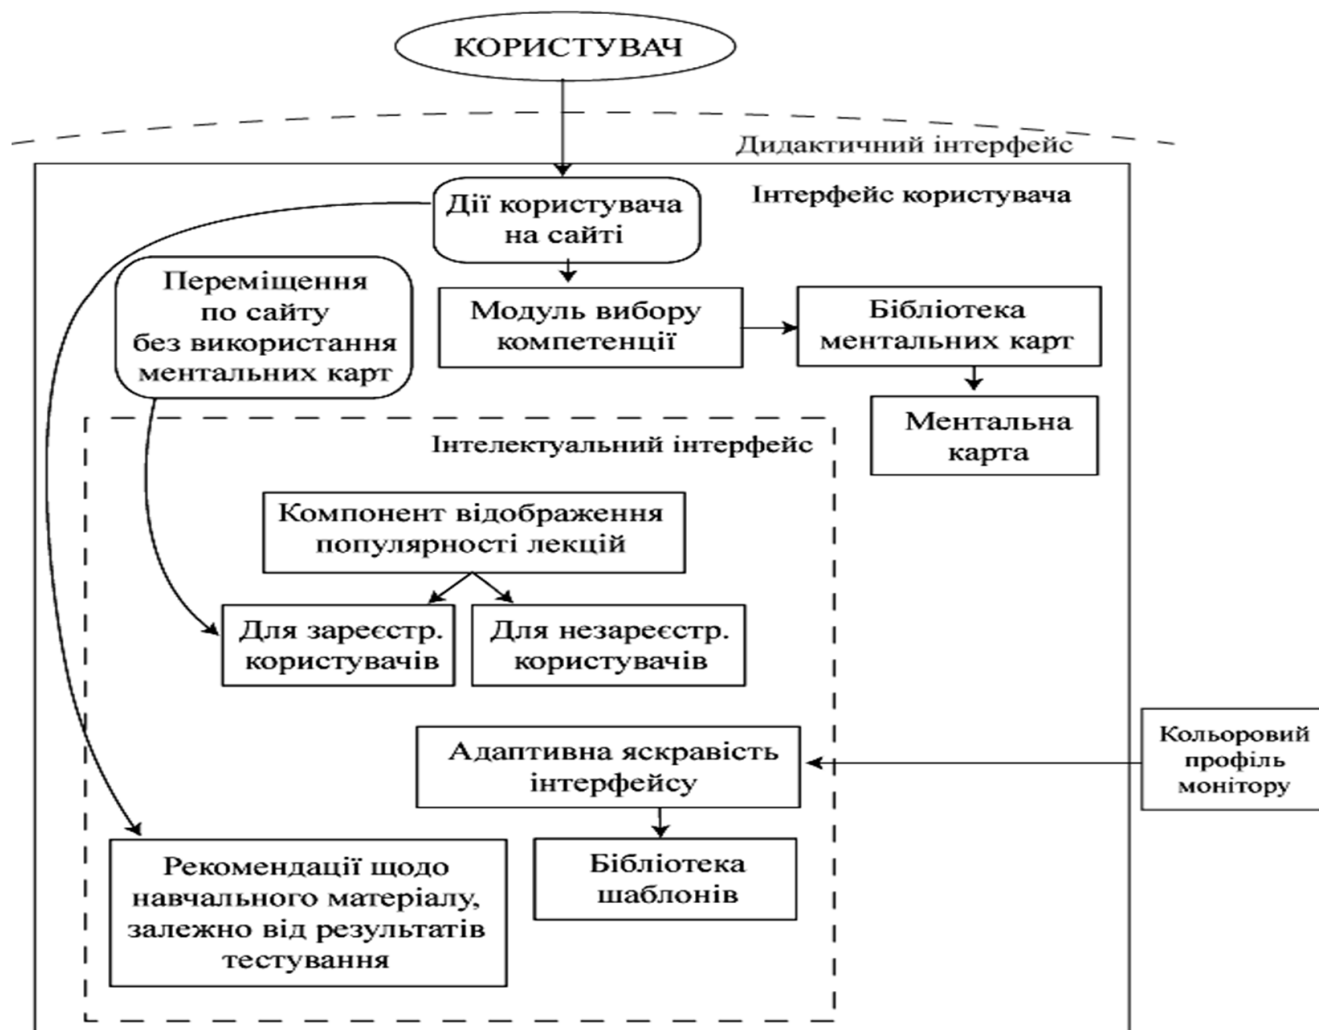 КОРИСТУВАЧ
Дидактичний інтерфейс
Інтерфейс користувача
Дії користувача
на сайті
Переміщення
по сайту
без використання
ментальних карт
Модуль вибору
компетенції
Бібліотека
ментальних карт
Ментальна
карта
Інтелектуальний інтерфейс
Компонент відображення
популярності лекцій
Для зареєстр.
користувачів
Для незареєстр.
користувачів
Адаптивна яскравість
інтерфейсу
Кольоровий
профіль
монітору
Рекомендації щодо
навчального матеріалу,
залежно від результатів
тестування
Бібліотека
шаблонів